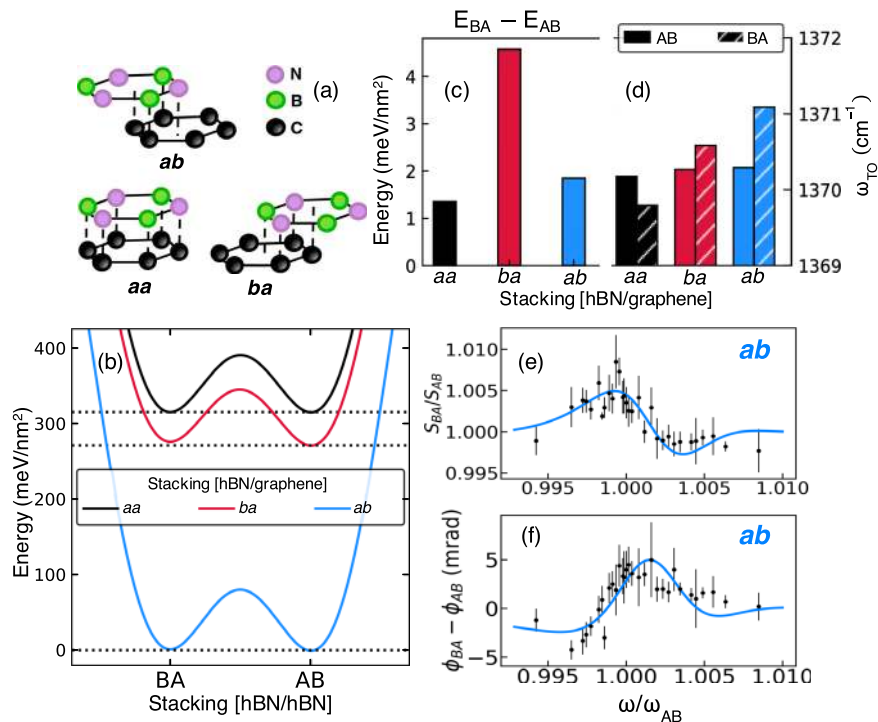 N
B
C
(a)
ab
aa
ba
E_BA − E_AB
Energy (meV/nm²)
4
3
2
1
0
(c)
aa
ba
ab
AB
BA
(d)
1372
1371
1370
1369
ω_TO (cm⁻¹)
aa
ba
ab
Stacking [hBN/graphene]
(b)
Energy (meV/nm²)
400
300
200
100
0
Stacking [hBN/graphene]
aa
ba
ab
BA
AB
Stacking [hBN/hBN]
(e)
ab
S_BA/S_AB
1.010
1.005
1.000
0.995
0.995
1.000
1.005
1.010
(f)
ab
ϕ_BA − ϕ_AB (mrad)
5
0
−5
0.995
1.000
1.005
1.010
ω/ω_AB